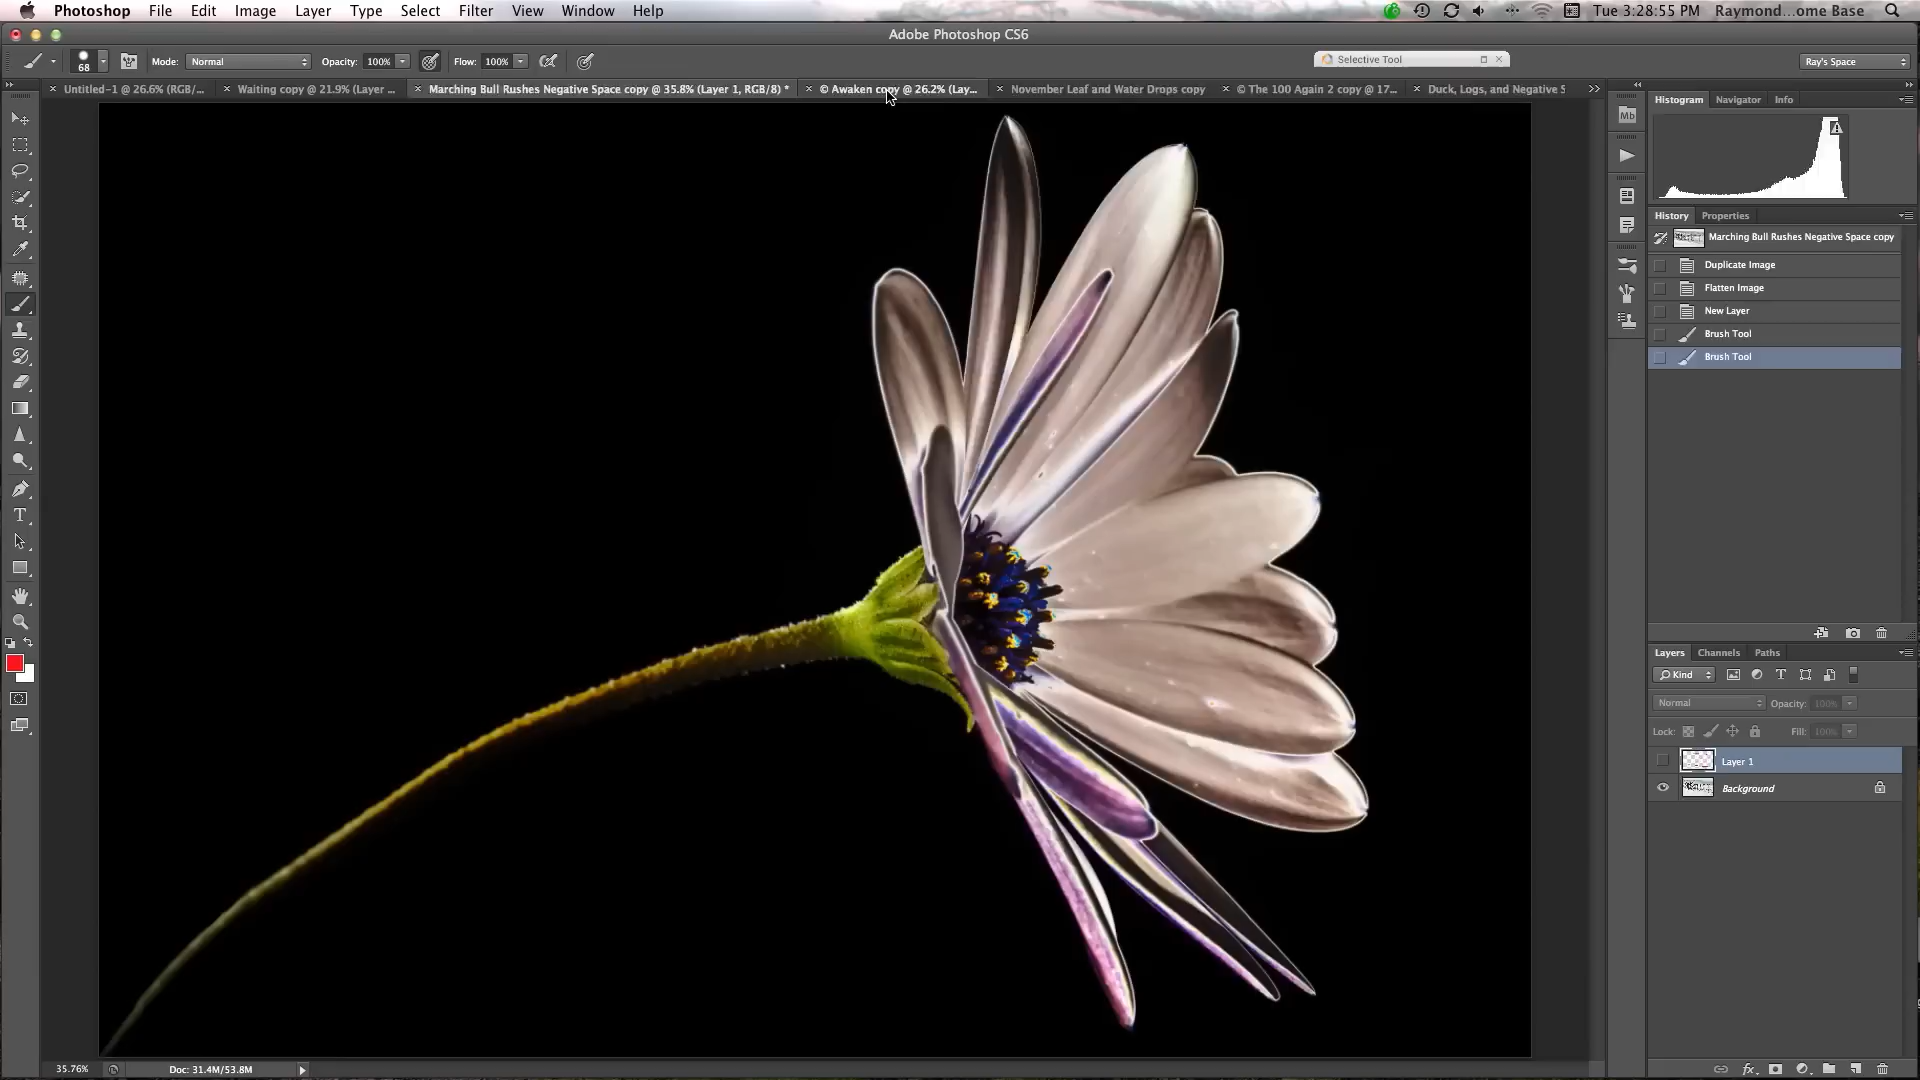 Photoshop File Edit Image Layer Type Select Filter View Window Help Tue 3:28:55 PM Raymond...ome Base
Adobe Photoshop CS6
68 Mode: Normal Opacity: 100% Flow: 100% Selective Tool Ray's Space
Untitled-1 @ 26.6% (RGB/... Waiting copy @ 21.9% (Layer ... Marching Bull Rushes Negative Space copy @ 35.8% (Layer 1, RGB/8) * © Awaken copy @ 26.2% (Lay... November Leaf and Water Drops copy © The 100 Again 2 copy @ 17... Duck, Logs, and Negative S
Histogram Navigator Info
Mb
History Properties
Marching Bull Rushes Negative Space copy
Duplicate Image
Flatten Image
New Layer
Brush Tool
Brush Tool
T
Layers Channels Paths
Kind T
Normal Opacity: 100%
Lock: Fill: 100%
Layer 1
Background
35.76% Doc: 31.4M/53.8M fx